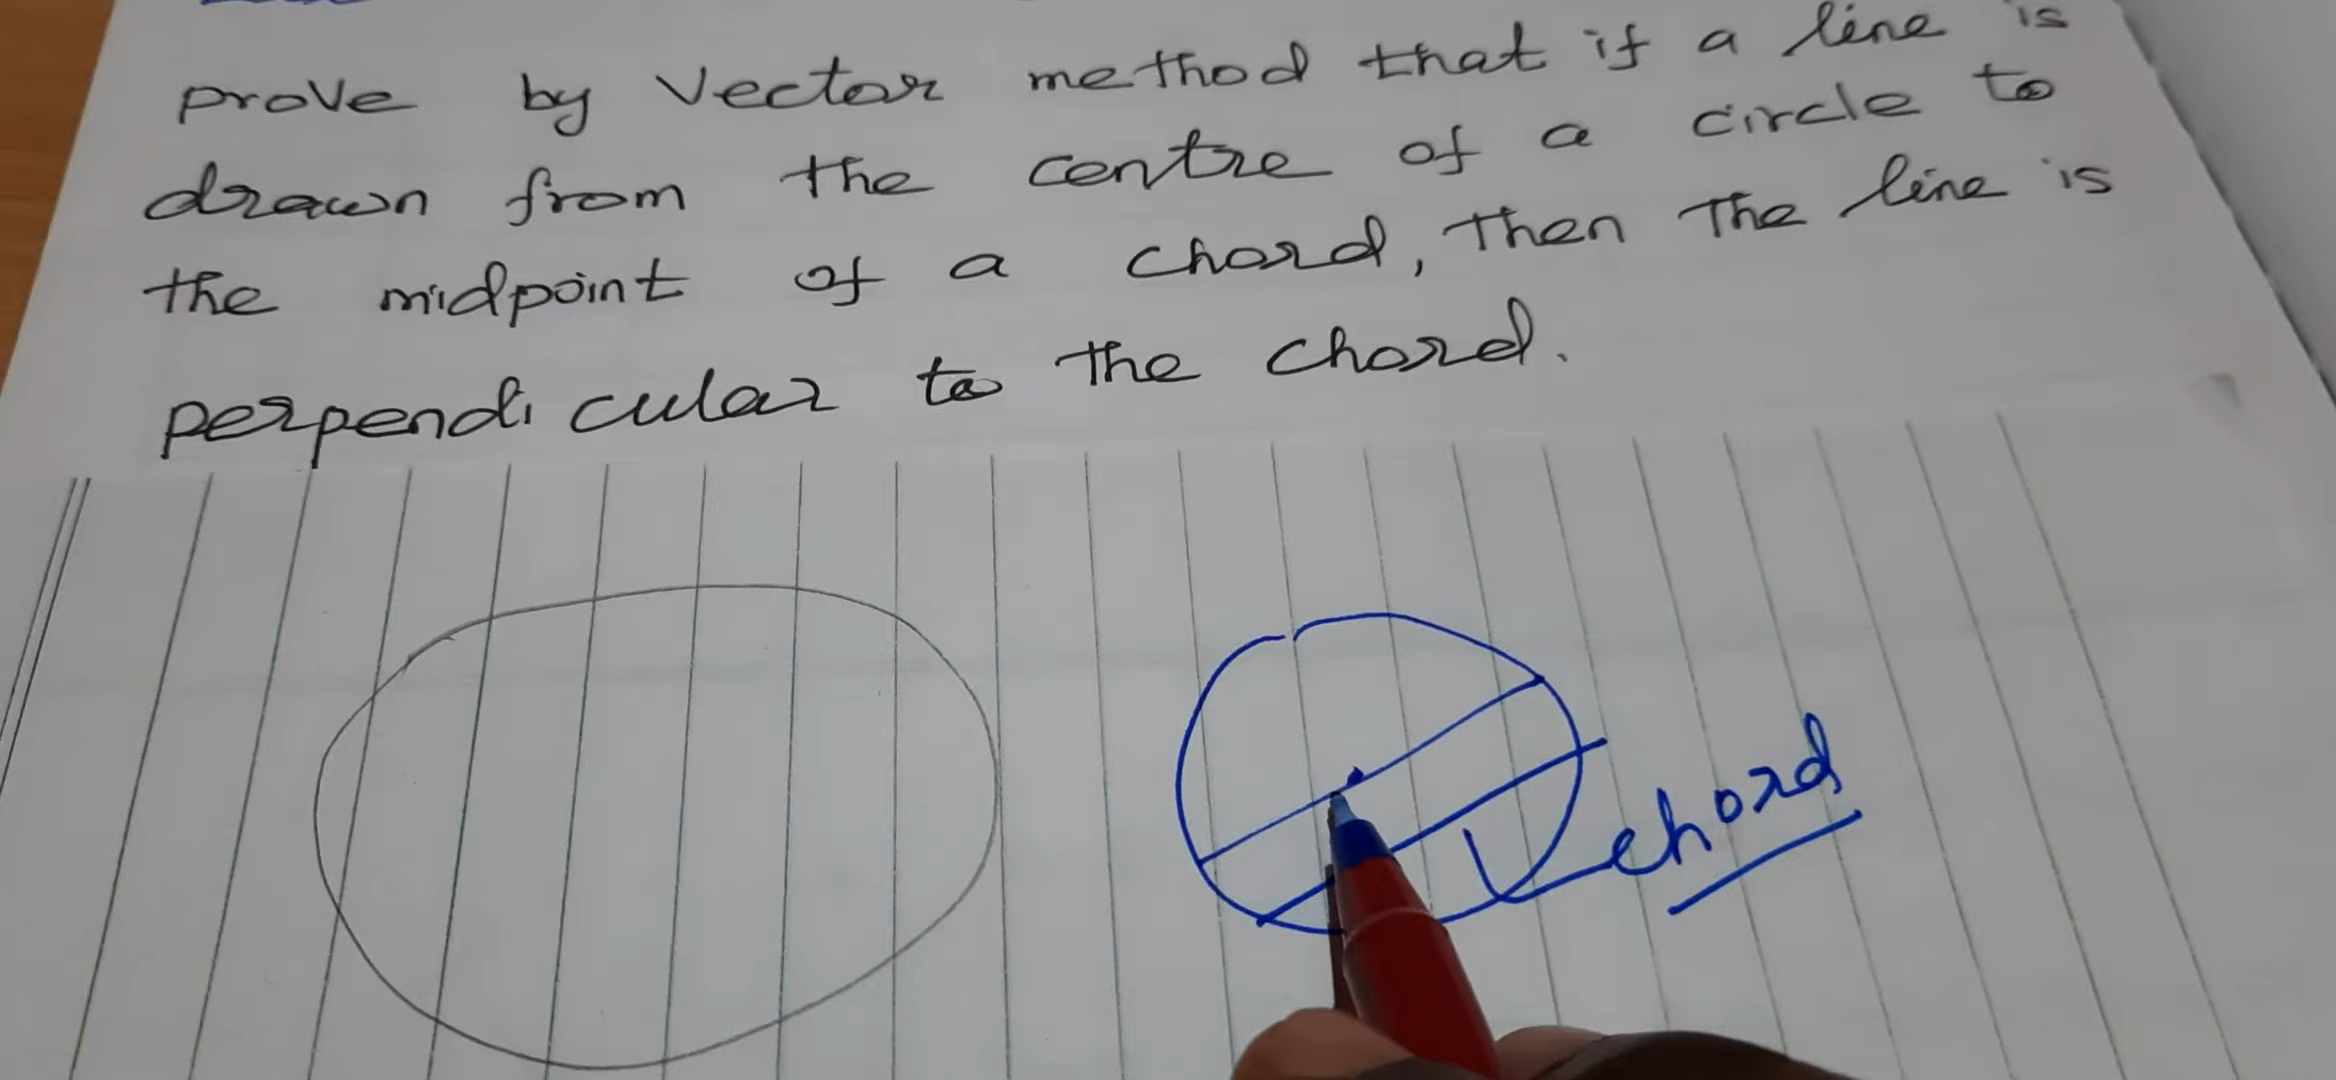 prove by Vector method that if a line is
drawn from the centre of a circle to
the midpoint of a chord, then The line is
perpendicular to the chord.
chord